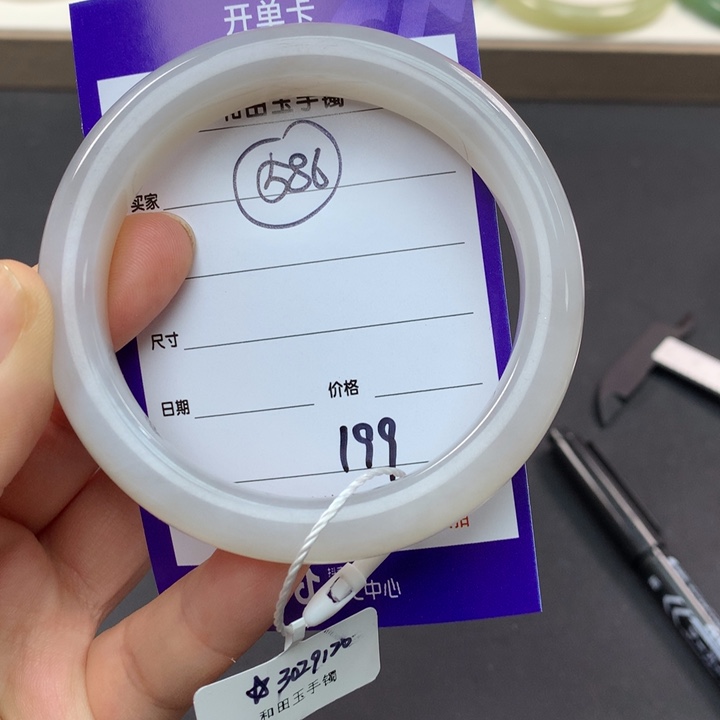 开单卡
和田玉手镯
586
买家
尺寸
日期 价格
199
中心
☆3029170
和田玉手镯